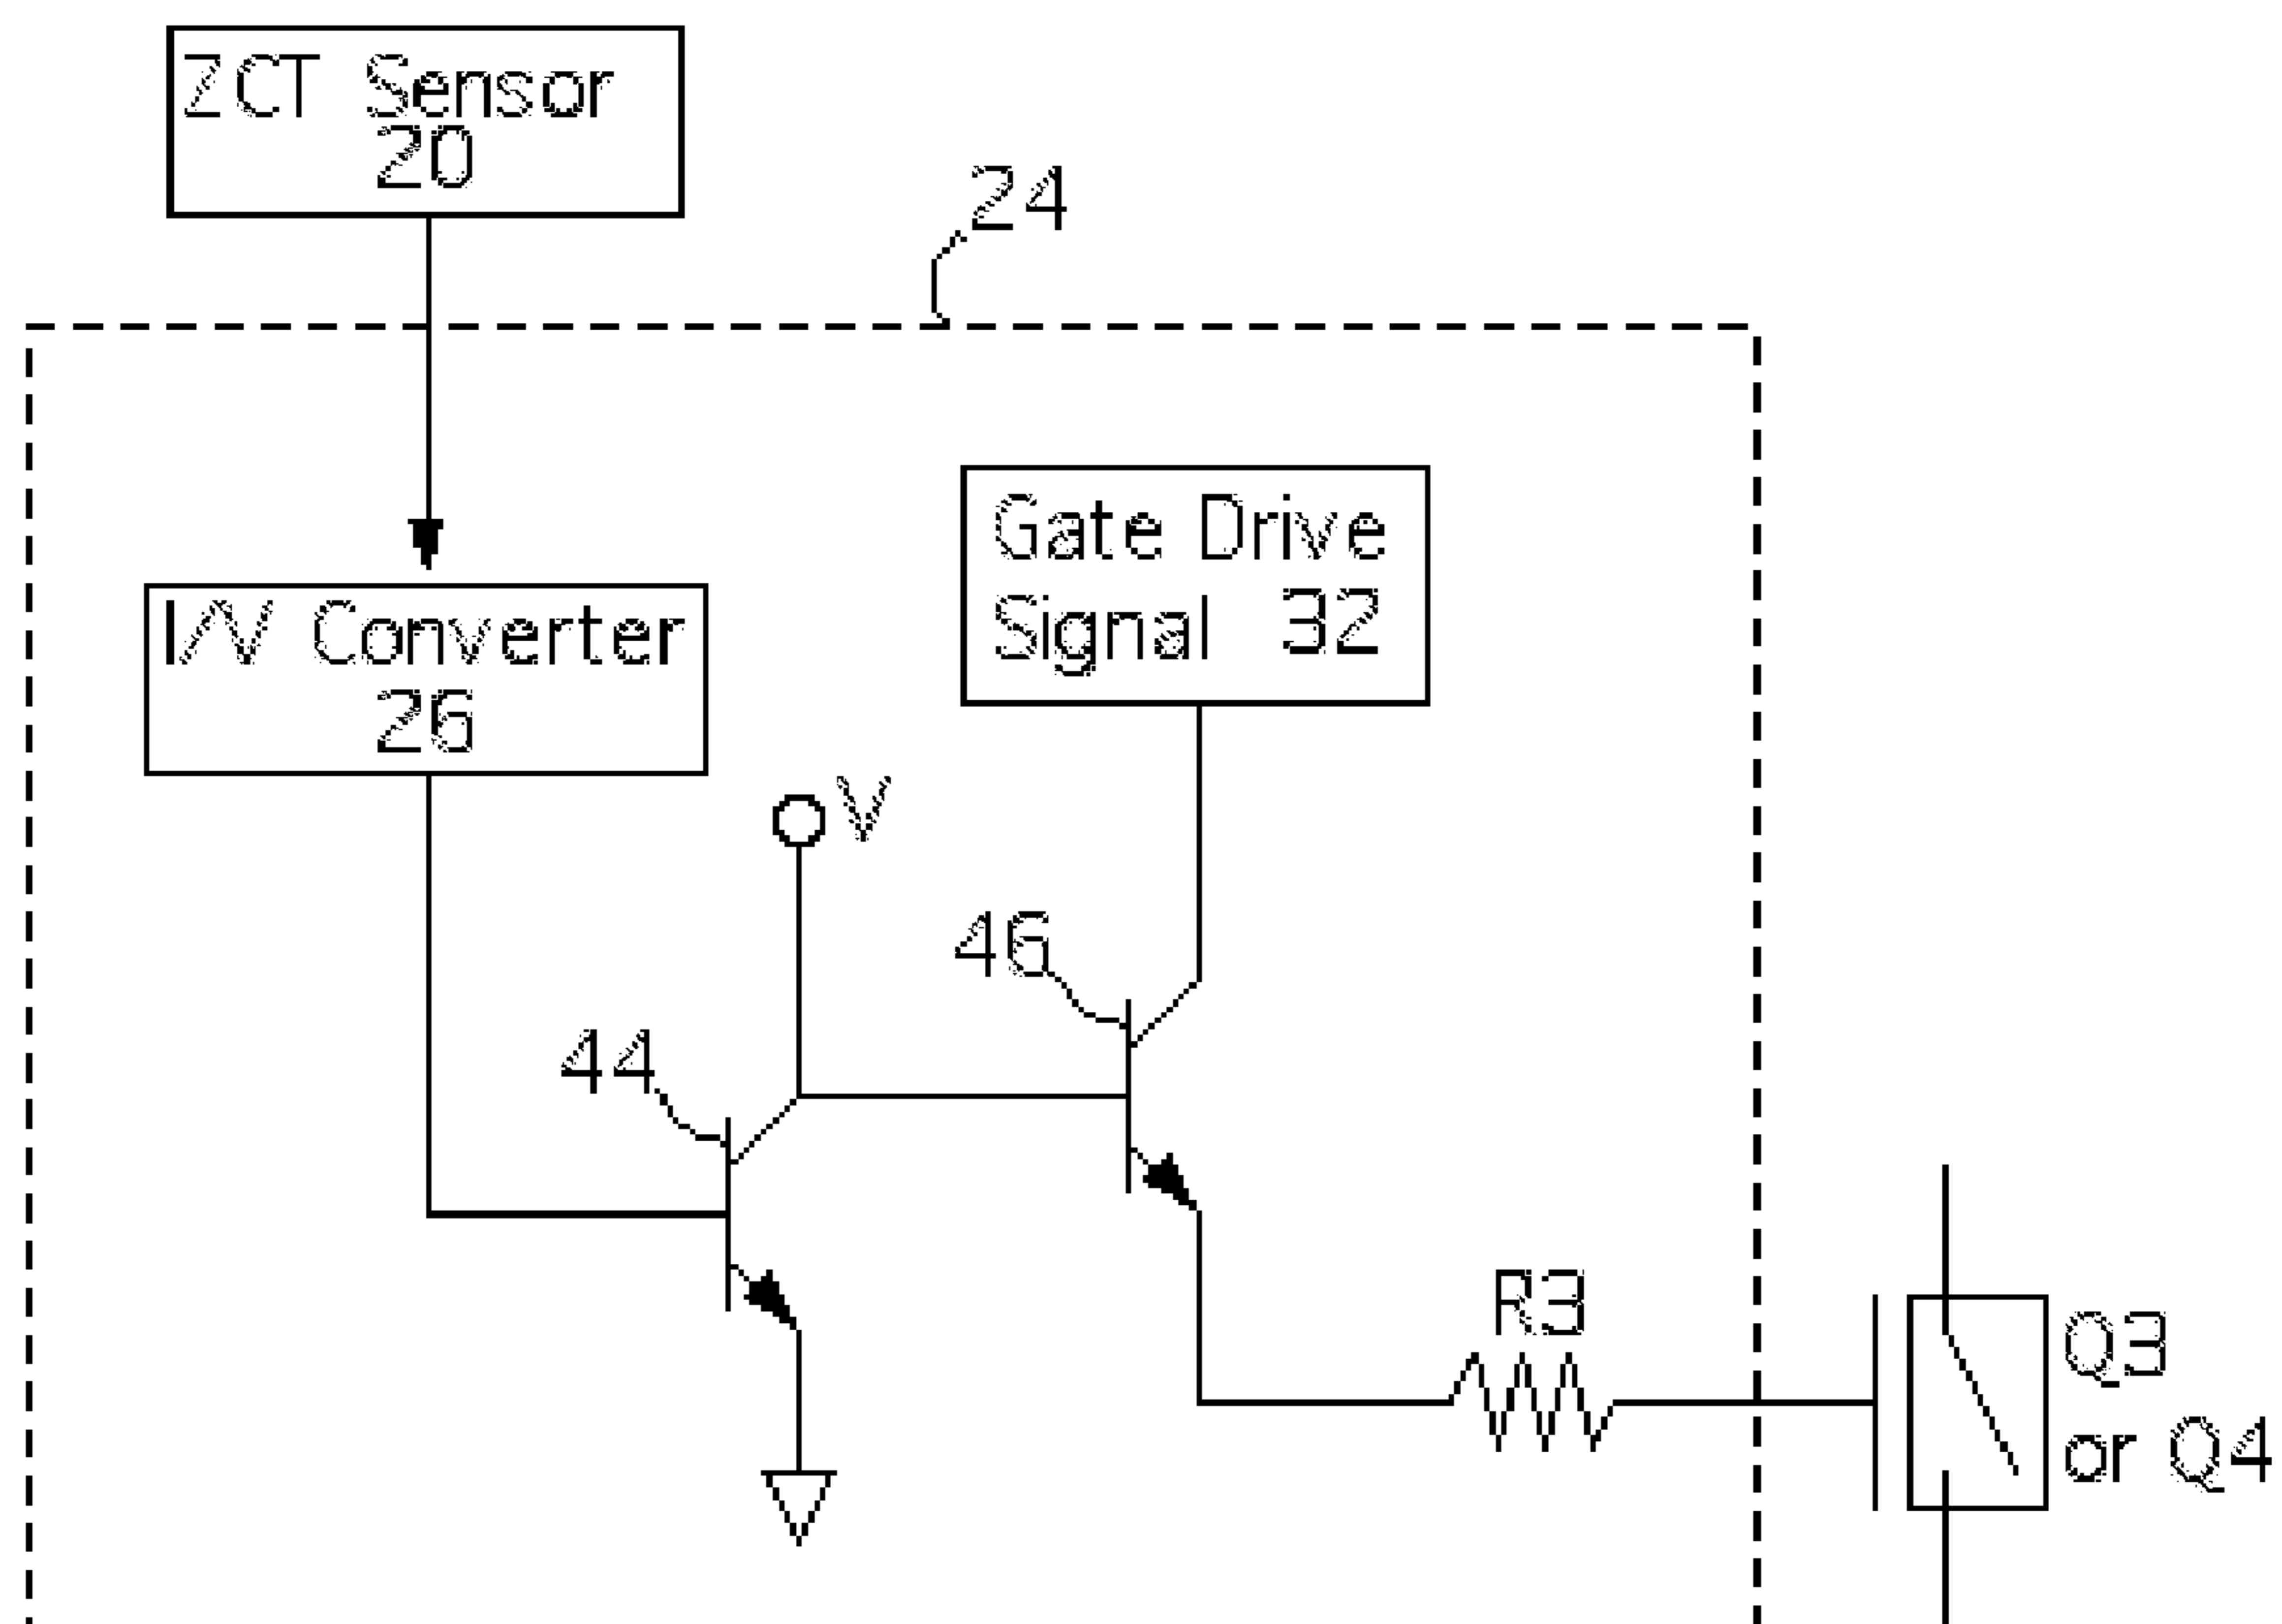 ZCT Sensor
20
24
Gate Drive
Signal 32
I/V Converter
26
V
46
44
R3
Q3
or Q4